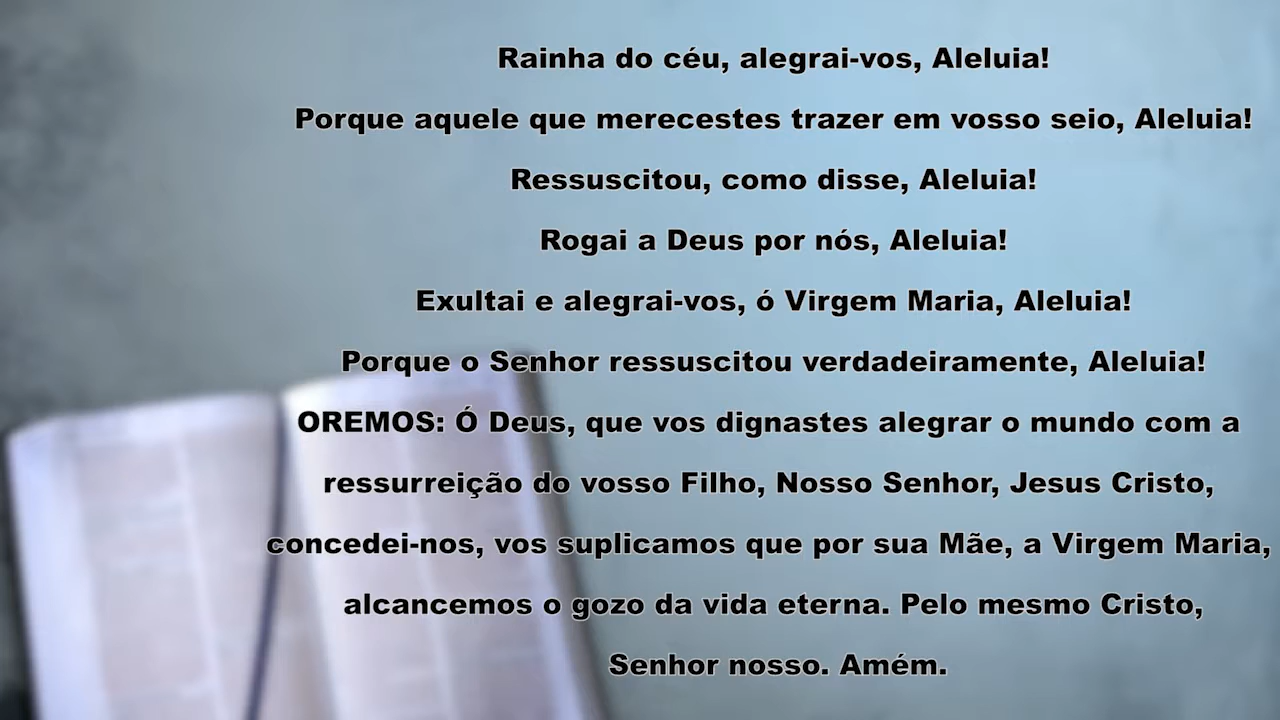 Rainha do céu, alegrai-vos, Aleluia!
Porque aquele que merecestes trazer em vosso seio, Aleluia!
Ressuscitou, como disse, Aleluia!
Rogai a Deus por nós, Aleluia!
Exultai e alegrai-vos, ó Virgem Maria, Aleluia!
Porque o Senhor ressuscitou verdadeiramente, Aleluia!
OREMOS: Ó Deus, que vos dignastes alegrar o mundo com a
ressurreição do vosso Filho, Nosso Senhor, Jesus Cristo,
concedei-nos, vos suplicamos que por sua Mãe, a Virgem Maria,
alcancemos o gozo da vida eterna. Pelo mesmo Cristo,
Senhor nosso. Amém.